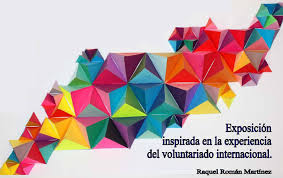 Exposición
inspirada en la experiencia
del voluntariado internacional.
Raquel Román Martínez